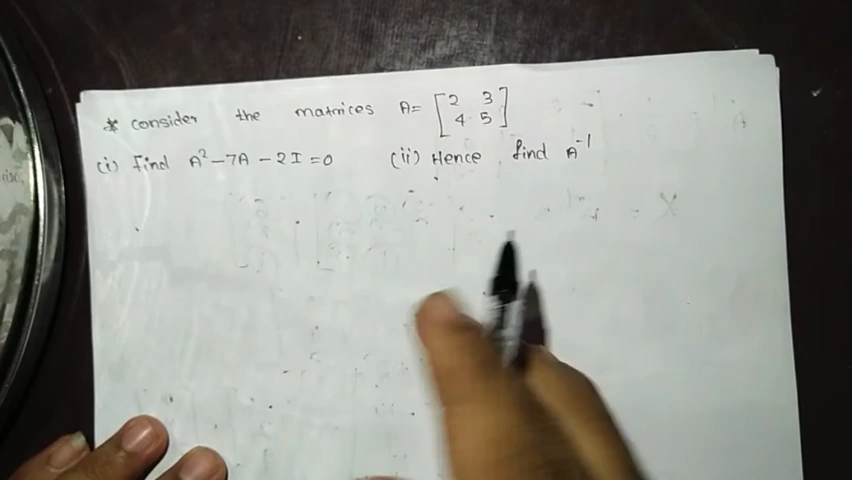 * consider the matrices A= [2 3
4 5]
(i) find A²-7A-2I=0 (ii) Hence find A⁻¹